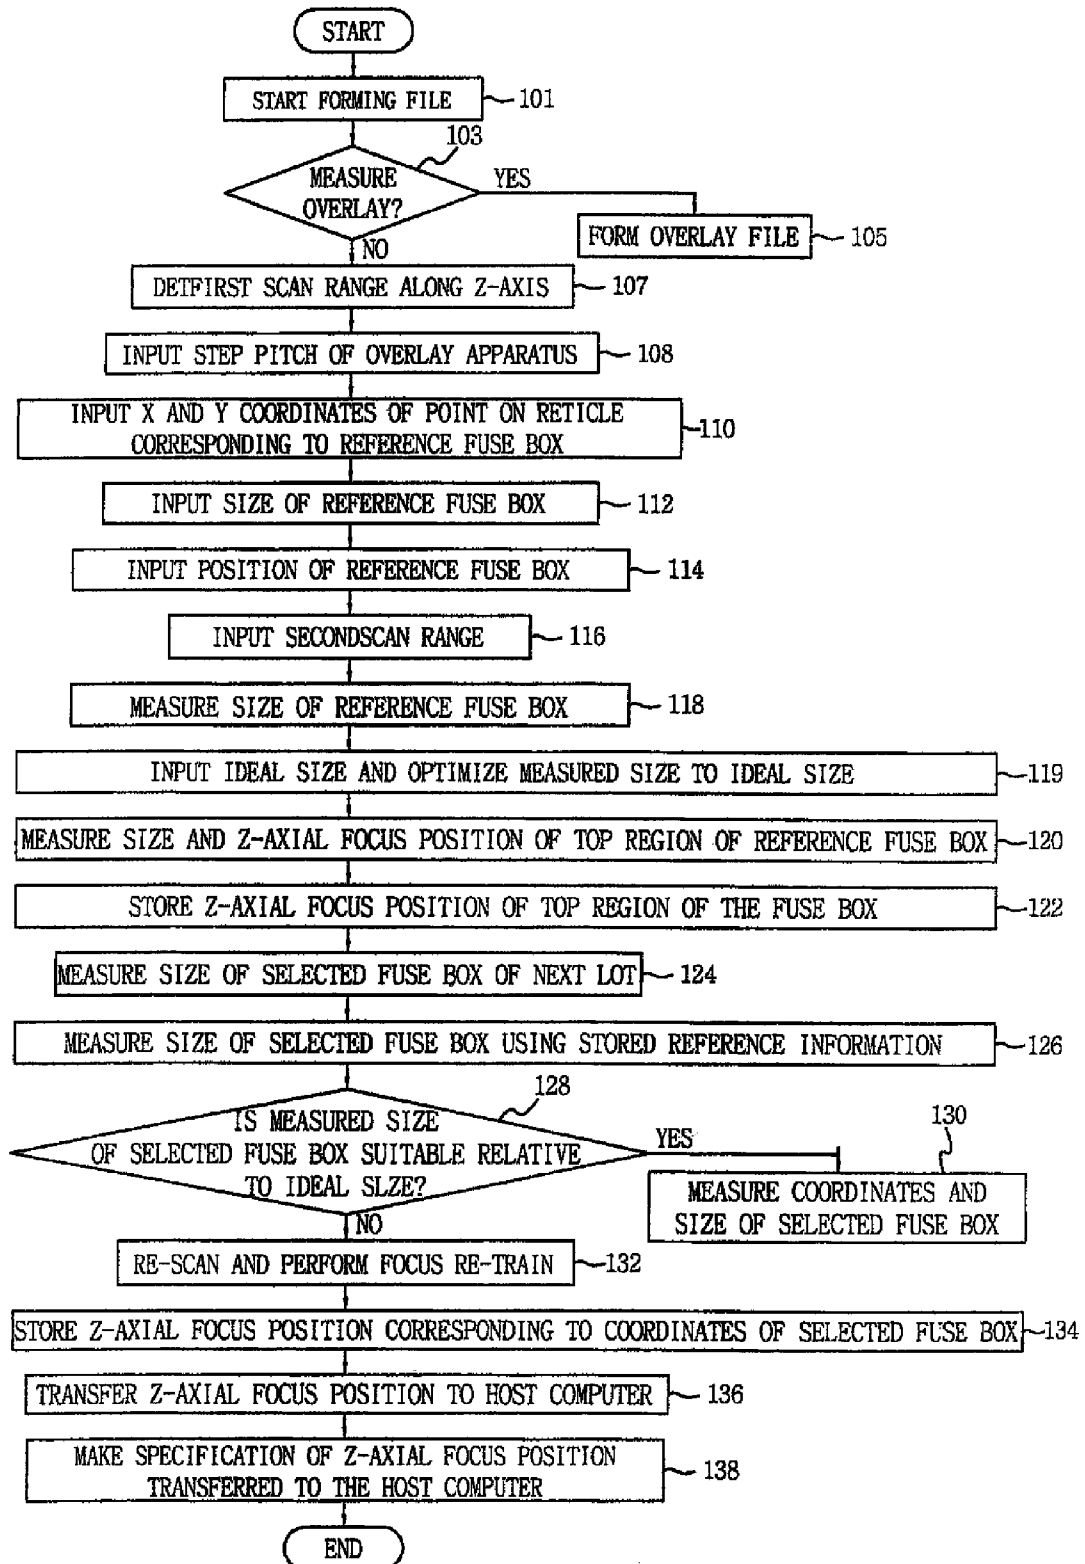 START
START FORMING FILE
101
103
MEASURE
OVERLAY?
YES
FORM OVERLAY FILE
105
NO
DETFIRST SCAN RANGE ALONG Z-AXIS
107
INPUT STEP PITCH OF OVERLAY APPARATUS
108
INPUT X AND Y COORDINATES OF POINT ON RETICLE
CORRESPONDING TO REFERENCE FUSE BOX
110
INPUT SIZE OF REFERENCE FUSE BOX
112
INPUT POSITION OF REFERENCE FUSE BOX
114
INPUT SECONDSCAN RANGE
116
MEASURE SIZE OF REFERENCE FUSE BOX
118
INPUT IDEAL SIZE AND OPTIMIZE MEASURED SIZE TO IDEAL SIZE
119
MEASURE SIZE AND Z-AXIAL FOCUS POSITION OF TOP REGION OF REFERENCE FUSE BOX
120
STORE Z-AXIAL FOCUS POSITION OF TOP REGION OF THE FUSE BOX
122
MEASURE SIZE OF SELECTED FUSE BOX OF NEXT LOT
124
MEASURE SIZE OF SELECTED FUSE BOX USING STORED REFERENCE INFORMATION
126
128
IS MEASURED SIZE
OF SELECTED FUSE BOX SUITABLE RELATIVE
TO IDEAL SLZE?
YES
130
MEASURE COORDINATES AND
SIZE OF SELECTED FUSE BOX
NO
RE-SCAN AND PERFORM FOCUS RE-TRAIN
132
STORE Z-AXIAL FOCUS POSITION CORRESPONDING TO COORDINATES OF SELECTED FUSE BOX
134
TRANSFER Z-AXIAL FOCUS POSITION TO HOST COMPUTER
136
MAKE SPECIFICATION OF Z-AXIAL FOCUS POSITION
TRANSFERRED TO THE HOST COMPUTER
138
END